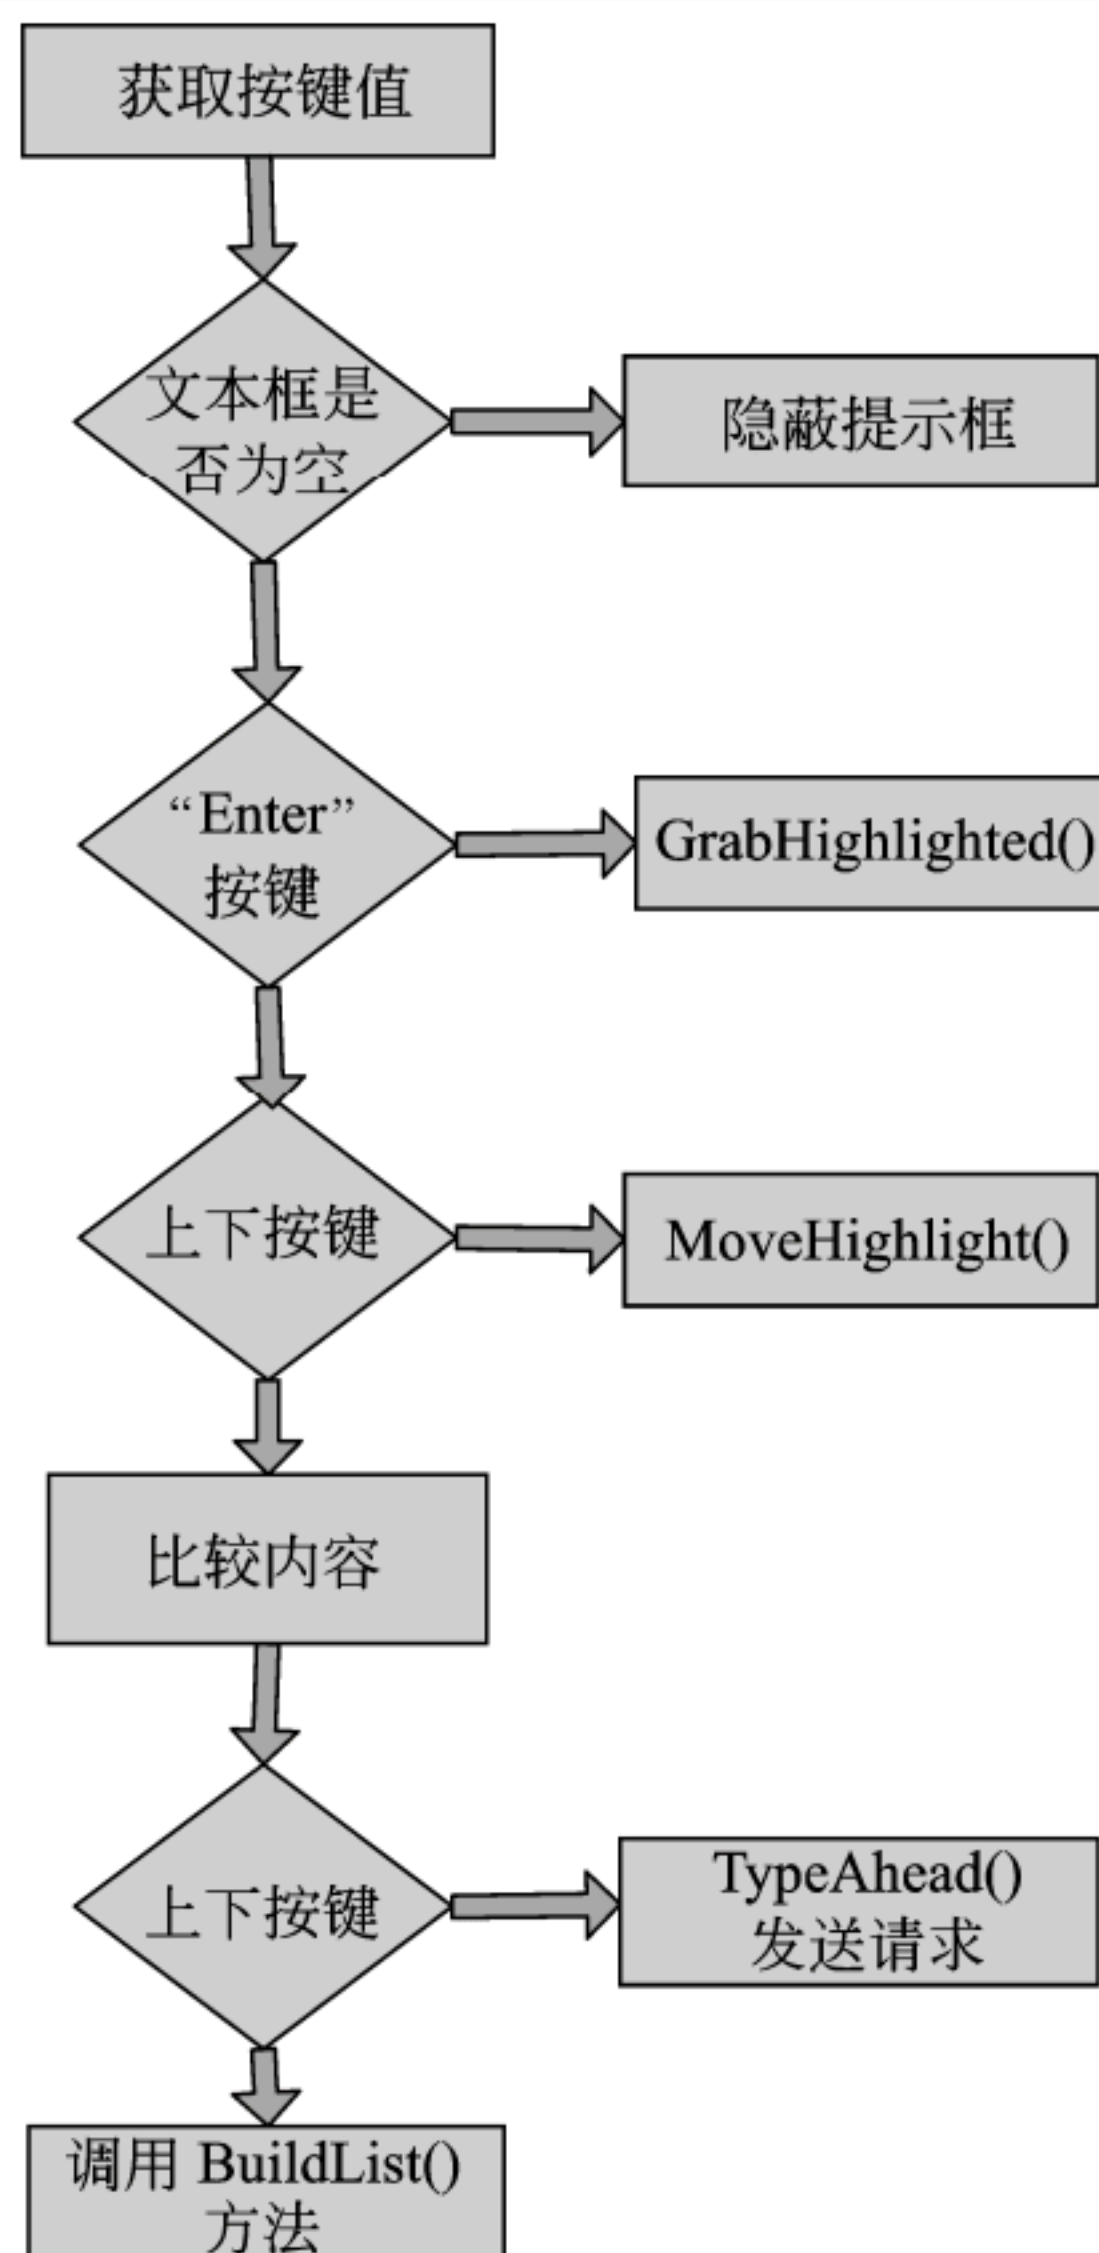 获取按键值
文本框是
否为空
隐蔽提示框
“Enter”
按键
GrabHighlighted()
上下按键
MoveHighlight()
比较内容
上下按键
TypeAhead()
发送请求
调用 BuildList()
方法